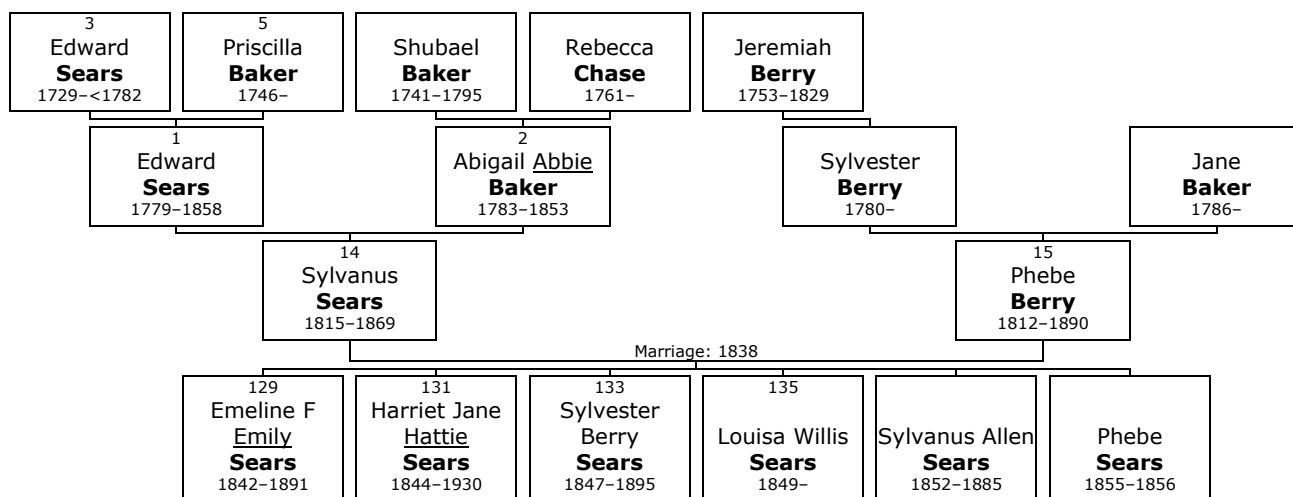 3
Edward
Sears
1729–<1782
5
Priscilla
Baker
1746–
Shubael
Baker
1741–1795
Rebecca
Chase
1761–
Jeremiah
Berry
1753–1829
1
Edward
Sears
1779–1858
2
Abigail Abbie
Baker
1783–1853
Sylvester
Berry
1780–
Jane
Baker
1786–
14
Sylvanus
Sears
1815–1869
15
Phebe
Berry
1812–1890
Marriage: 1838
129
Emeline F
Emily
Sears
1842–1891
131
Harriet Jane
Hattie
Sears
1844–1930
133
Sylvester
Berry
Sears
1847–1895
135
Louisa Willis
Sears
1849–
Sylvanus Allen
Sears
1852–1885
Phebe
Sears
1855–1856